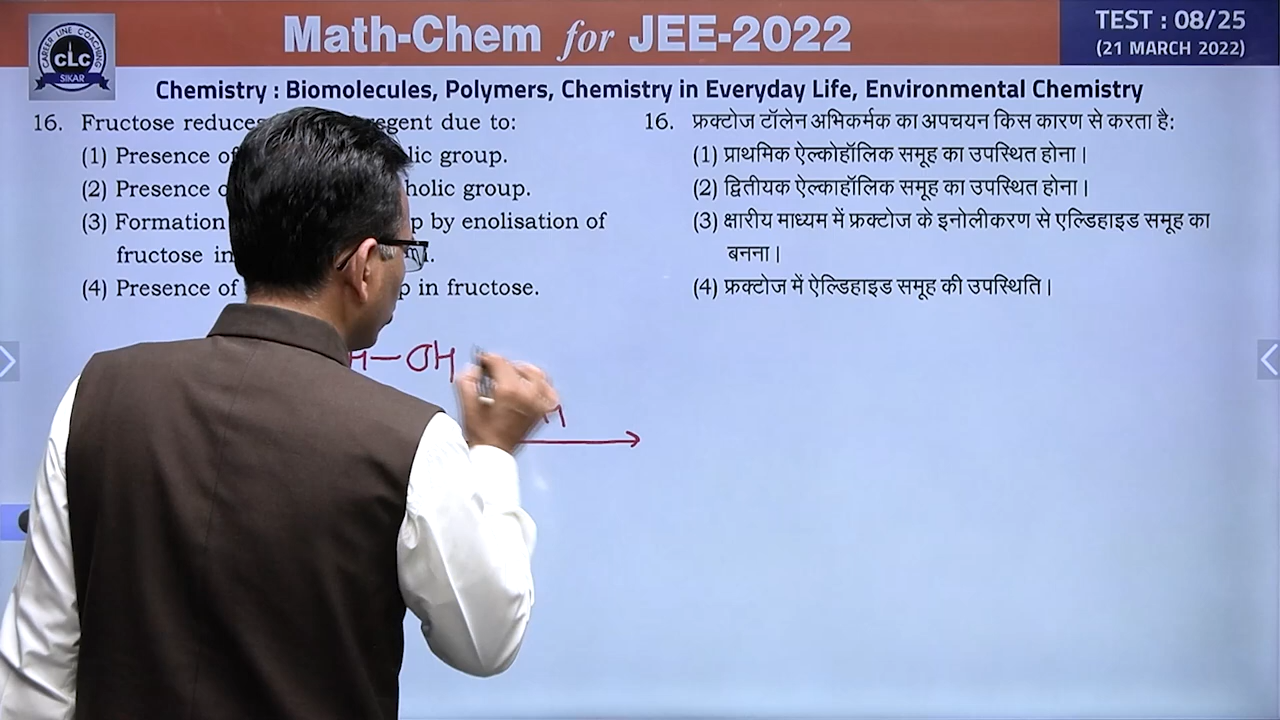 Math-Chem for JEE-2022
TEST : 08/25
(21 MARCH 2022)
CAREER LINE COACHING
CLC
SIKAR
Chemistry : Biomolecules, Polymers, Chemistry in Everyday Life, Environmental Chemistry
16. Fructose reduces regent due to:
(1) Presence of lic group.
(2) Presence holic group.
(3) Formation by enolisation of
fructose in
(4) Presence of in fructose.
16. फ्रक्टोज टॉलेन अभिकर्मक का अपचयन किस कारण से करता है:
(1) प्राथमिक ऐल्कोहॉलिक समूह का उपस्थित होना।
(2) द्वितीयक ऐल्काहॉलिक समूह का उपस्थित होना।
(3) क्षारीय माध्यम में फ्रक्टोज के इनोलीकरण से एल्डिहाइड समूह का
बनना।
(4) फ्रक्टोज में ऐल्डिहाइड समूह की उपस्थिति।
H—OH